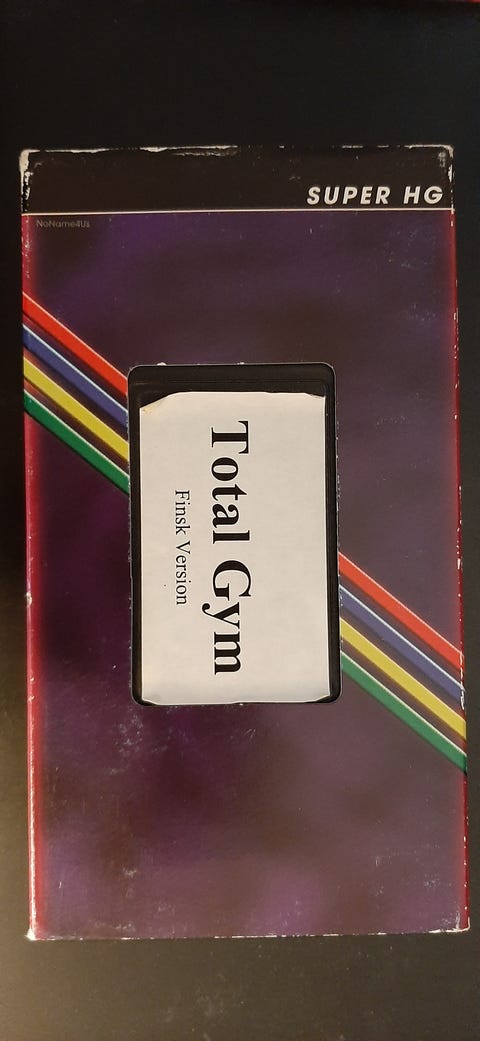 SUPER HG
NoName4Us
Total Gym
Finsk Version